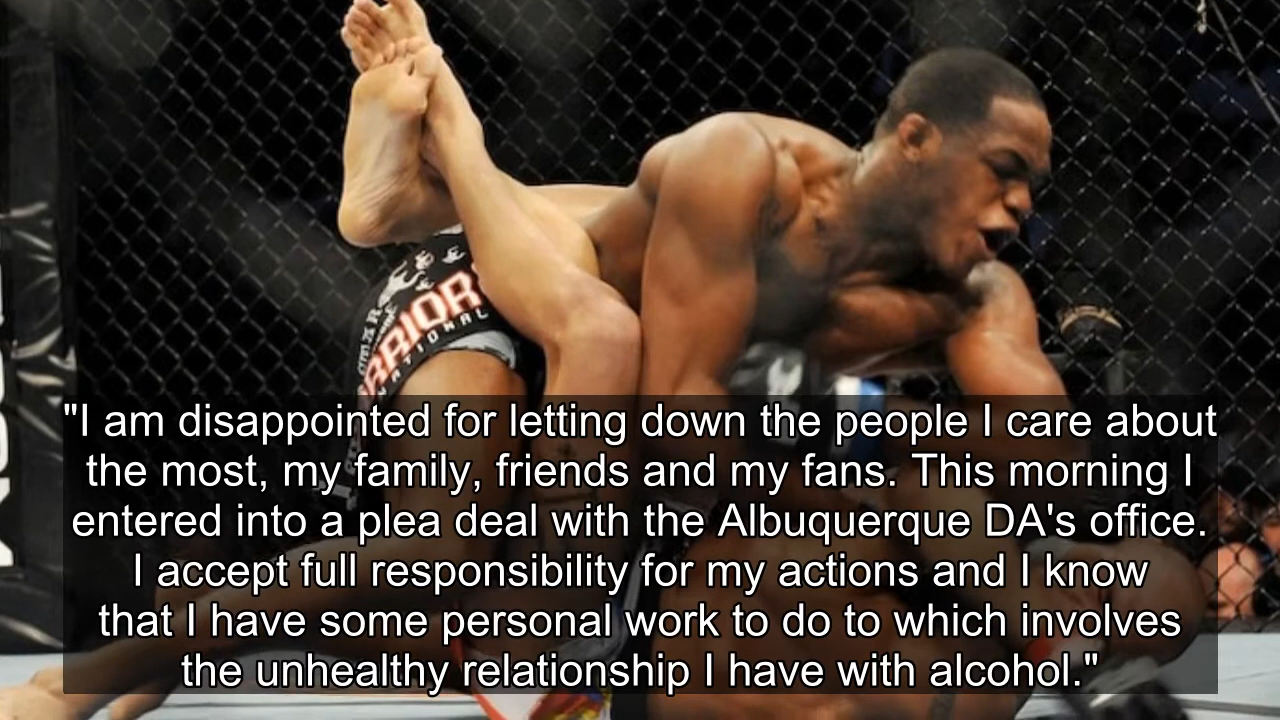 RRIORS
TIONAL
"I am disappointed for letting down the people I care about
the most, my family, friends and my fans. This morning I
entered into a plea deal with the Albuquerque DA's office.
I accept full responsibility for my actions and I know
that I have some personal work to do to which involves
the unhealthy relationship I have with alcohol."